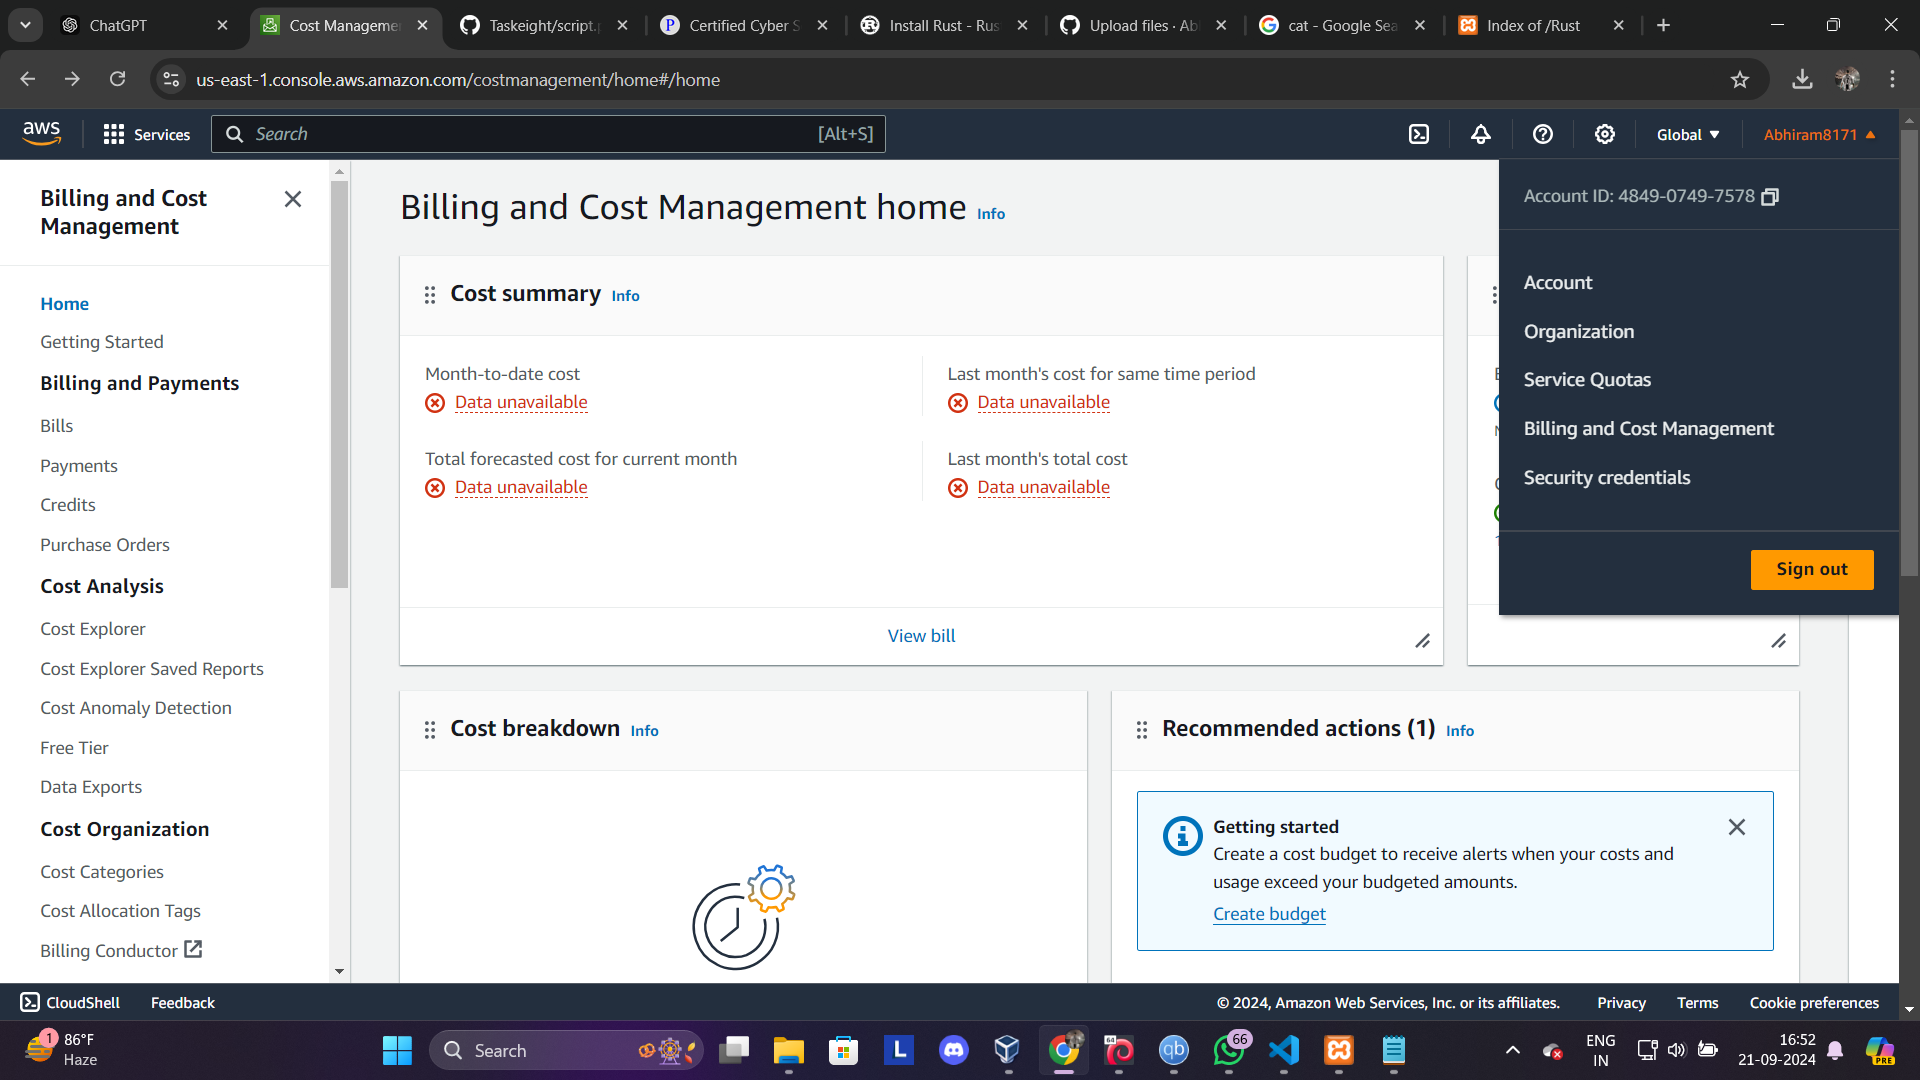 ChatGPT
Cost Managemen
Taskeight/script.p
Certified Cyber S
Install Rust - Rus
Upload files · Ab
cat - Google Sea
Index of /Rust
us-east-1.console.aws.amazon.com/costmanagement/home#/home
aws
Services
Search
[Alt+S]
Global
Abhiram8171
Account ID: 4849-0749-7578
Account
Organization
Service Quotas
Billing and Cost Management
Security credentials
Sign out
Billing and Cost
Management
Home
Getting Started
Billing and Payments
Bills
Payments
Credits
Purchase Orders
Cost Analysis
Cost Explorer
Cost Explorer Saved Reports
Cost Anomaly Detection
Free Tier
Data Exports
Cost Organization
Cost Categories
Cost Allocation Tags
Billing Conductor
Billing and Cost Management home Info
Cost summary Info
Month-to-date cost
Data unavailable
Last month's cost for same time period
Data unavailable
Total forecasted cost for current month
Data unavailable
Last month's total cost
Data unavailable
View bill
Cost breakdown Info
Recommended actions (1) Info
Getting started
Create a cost budget to receive alerts when your costs and
usage exceed your budgeted amounts.
Create budget
CloudShell
Feedback
© 2024, Amazon Web Services, Inc. or its affiliates.
Privacy
Terms
Cookie preferences
1
86°F
Haze
Search
L
64
qb
66
ENG
IN
16:52
21-09-2024
PRE